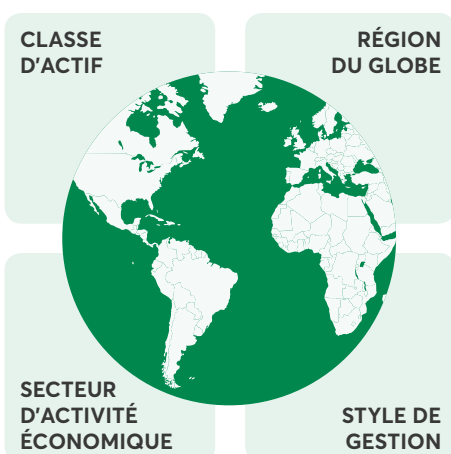 CLASSE
D'ACTIF
RÉGION
DU GLOBE
SECTEUR
D'ACTIVITÉ
ÉCONOMIQUE
STYLE DE
GESTION